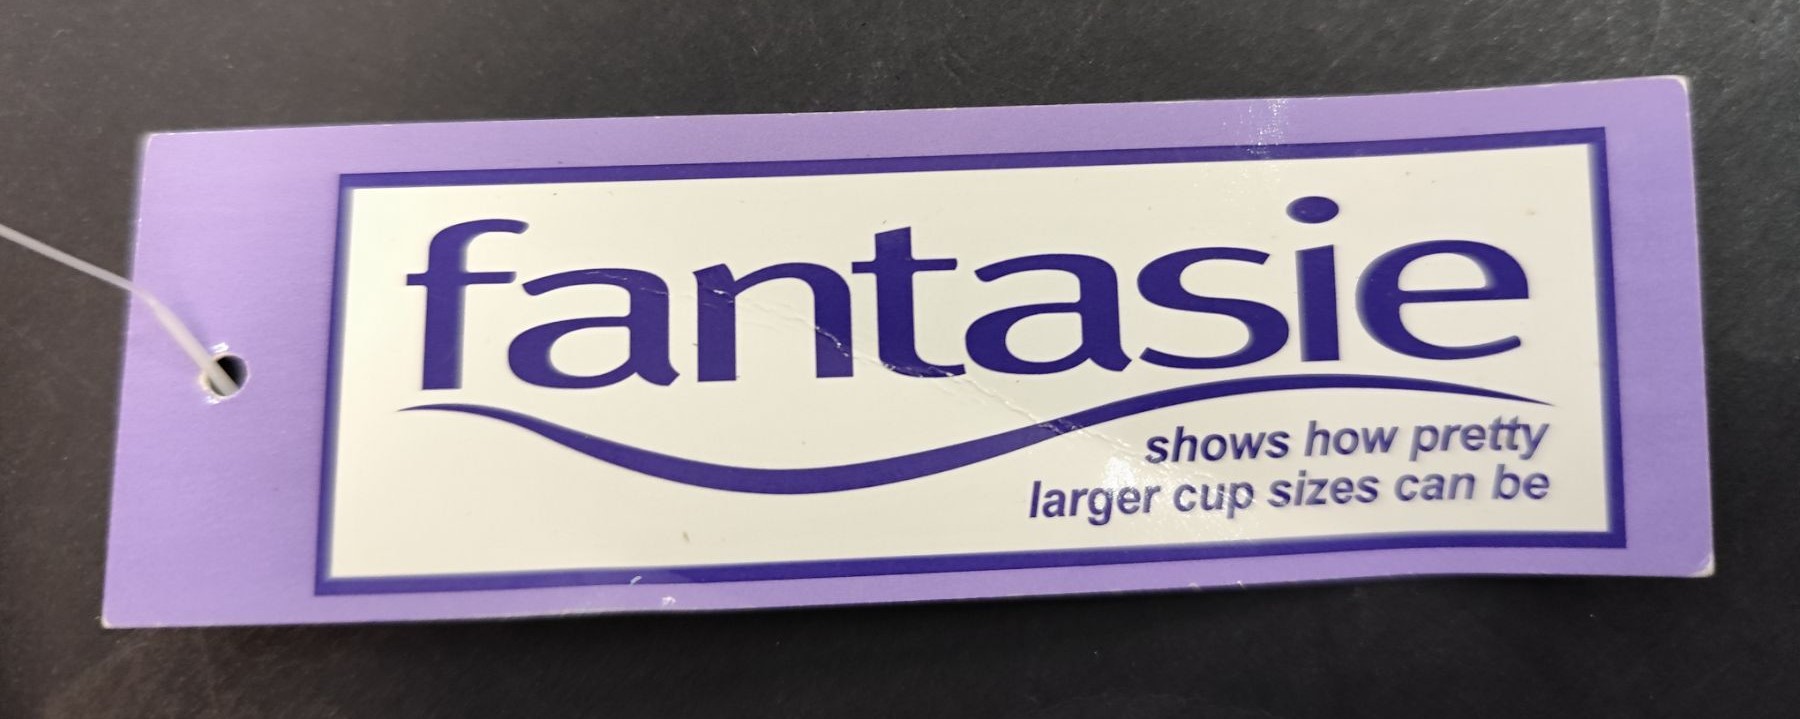 fantasie
shows how pretty
larger cup sizes can be